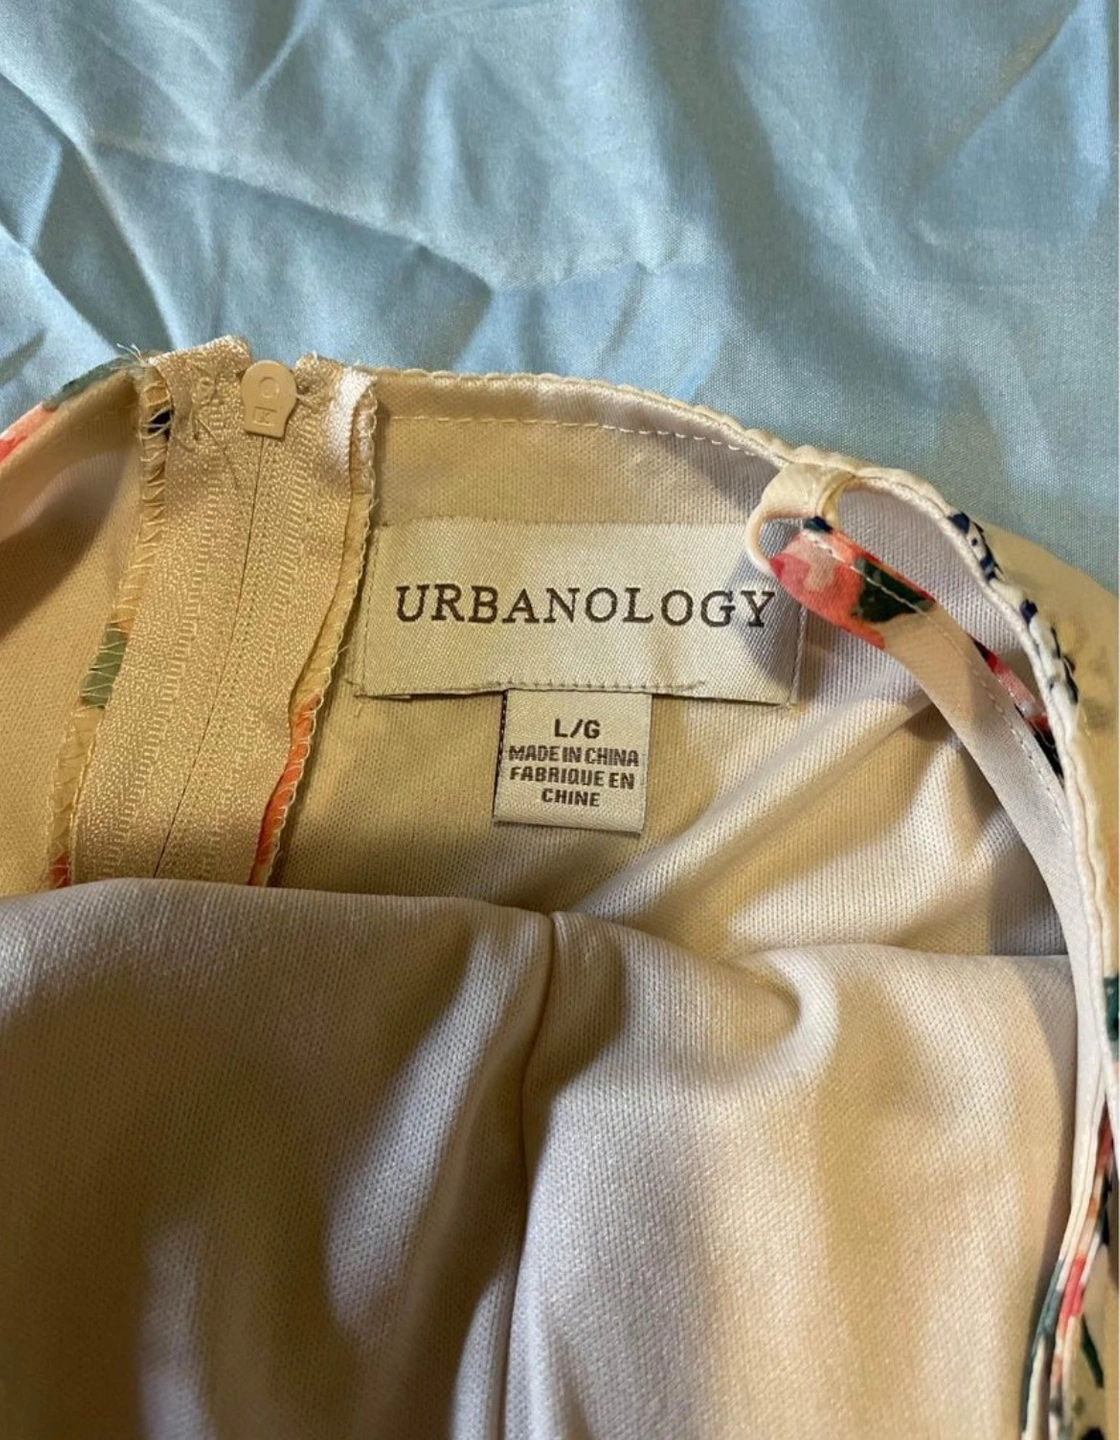 URBANOLOGY
L/G
MADE IN CHINA
FABRIQUE EN
CHINE